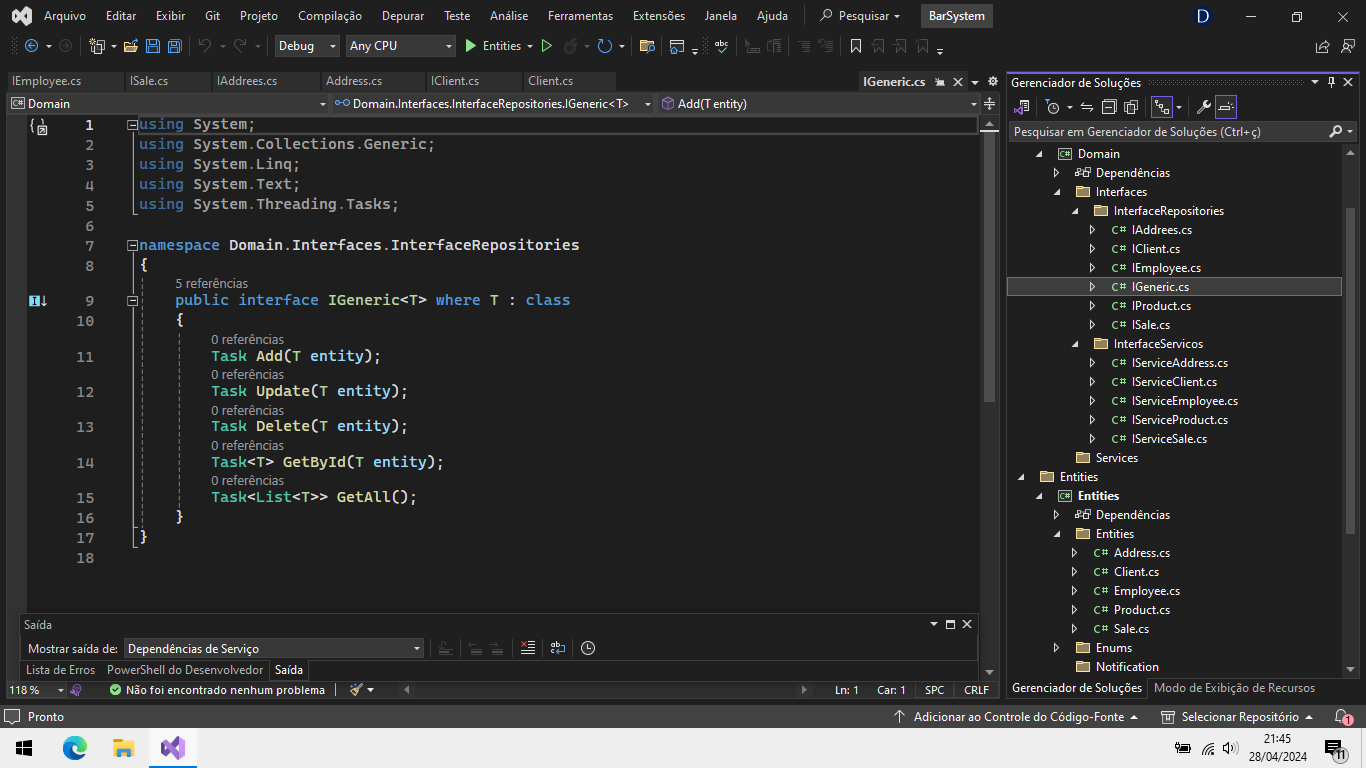 Arquivo Editar Exibir Git Projeto Compilação Depurar Teste Análise Ferramentas Extensões Janela Ajuda Pesquisar BarSystem D
Debug Any CPU Entities
IEmployee.cs ISale.cs IAddrees.cs Address.cs IClient.cs Client.cs IGeneric.cs
Domain Domain.Interfaces.InterfaceRepositories.IGeneric<T> Add(T entity)
1 using System;
2 using System.Collections.Generic;
3 using System.Linq;
4 using System.Text;
5 using System.Threading.Tasks;
6
7 namespace Domain.Interfaces.InterfaceRepositories
8 {
5 referências
9 public interface IGeneric<T> where T : class
10 {
0 referências
11 Task Add(T entity);
0 referências
12 Task Update(T entity);
0 referências
13 Task Delete(T entity);
0 referências
14 Task<T> GetById(T entity);
0 referências
15 Task<List<T>> GetAll();
16 }
17 }
18
Saída
Mostrar saída de: Dependências de Serviço
Lista de Erros PowerShell do Desenvolvedor Saída
118 % Não foi encontrado nenhum problema Ln: 1 Car: 1 SPC CRLF
Gerenciador de Soluções
Pesquisar em Gerenciador de Soluções (Ctrl+ç)
C# Domain
Dependências
Interfaces
InterfaceRepositories
C# IAddrees.cs
C# IClient.cs
C# IEmployee.cs
C# IGeneric.cs
C# IProduct.cs
C# ISale.cs
InterfaceServicos
C# IServiceAddress.cs
C# IServiceClient.cs
C# IServiceEmployee.cs
C# IServiceProduct.cs
C# IServiceSale.cs
Services
Entities
C# Entities
Dependências
Entities
C# Address.cs
C# Client.cs
C# Employee.cs
C# Product.cs
C# Sale.cs
Enums
Notification
Gerenciador de Soluções Modo de Exibição de Recursos
Pronto Adicionar ao Controle do Código-Fonte Selecionar Repositório 1
21:45
28/04/2024
11